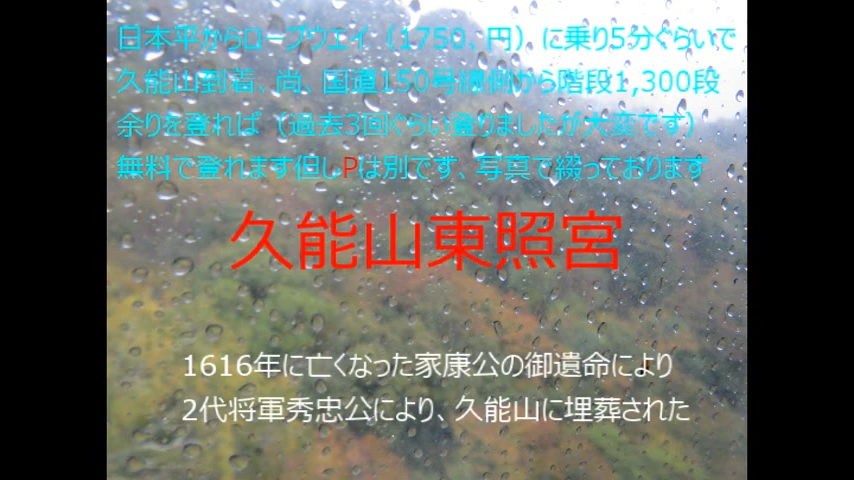 日本平からロープウェイ（1750、円）に乗り5分ぐらいで
久能山到着、尚、国道150号線側から階段1,300段
余りを登れば（過去3回ぐらい登りましたが大変です）
無料で登れます但しPは別です、写真で綴っております
久能山東照宮
1616年に亡くなった家康公の御遺命により
2代将軍秀忠公により、久能山に埋葬された